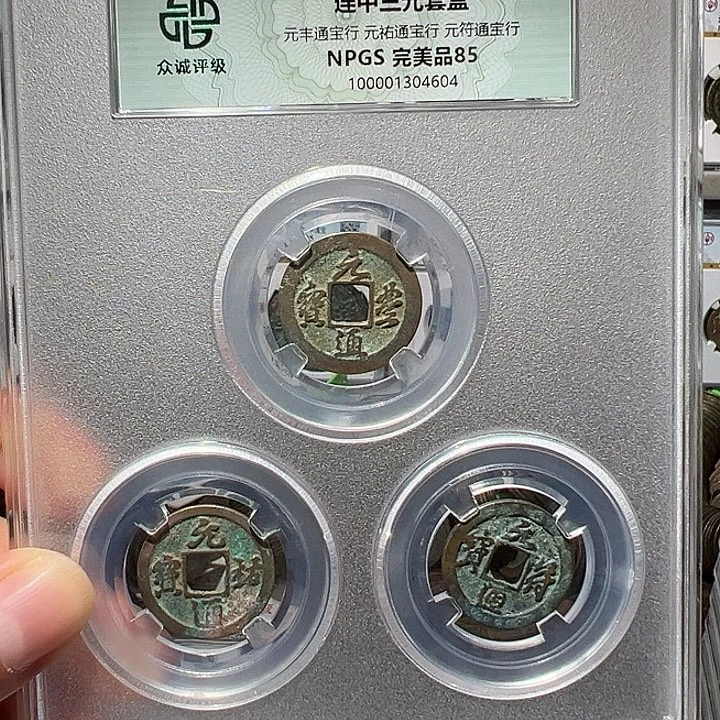 连中三元套盒
元丰通宝行 元祐通宝行 元符通宝行
NPGS 完美品85
100001304604
众诚评级
元豐通寶
元祐通寶
元符通寶